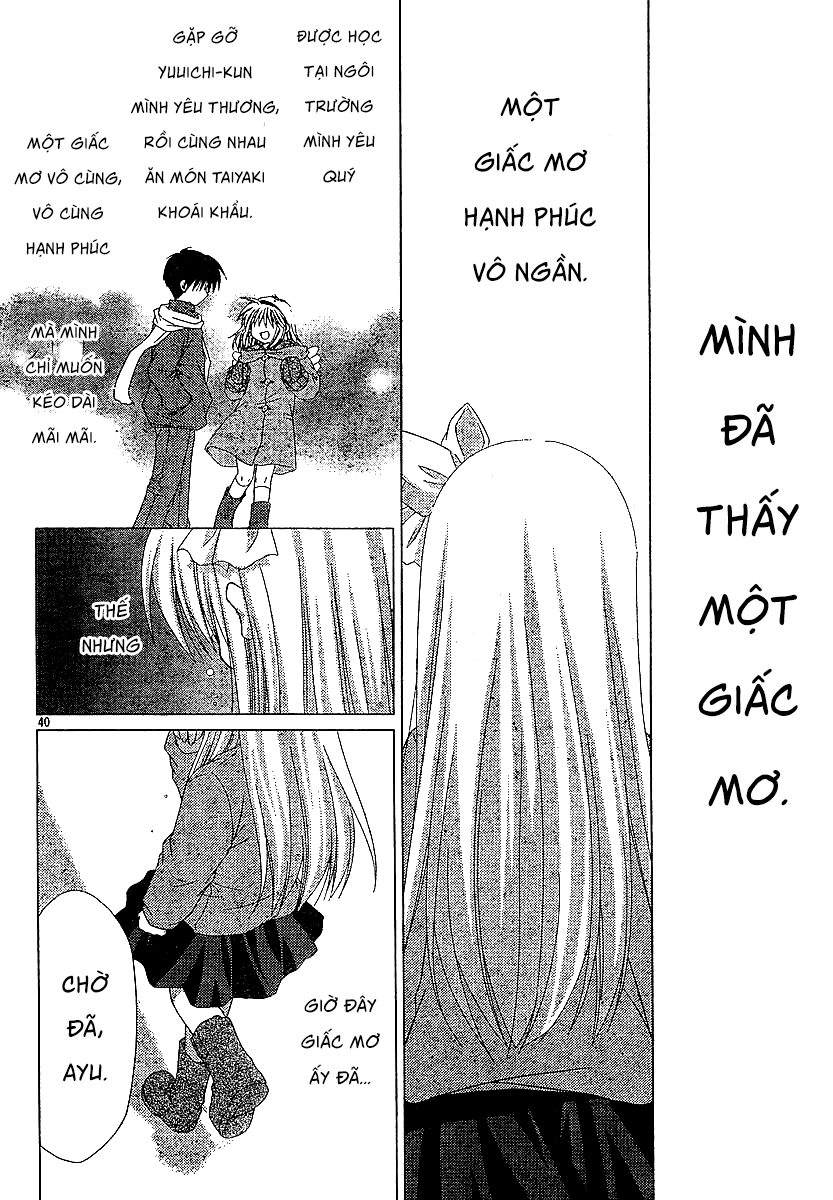 MÌNH
ĐÃ
THẤY
MỘT
GIẤC
MƠ.
MỘT
GIẤC MƠ
HẠNH PHÚC
VÔ NGẦN.
ĐƯỢC HỌC
TẠI NGÔI
TRƯỜNG
MÌNH YÊU
QUÝ
GẶP GỠ
YUUICHI-KUN
MÌNH YÊU THƯƠNG,
RỒI CÙNG NHAU
ĂN MÓN TAIYAKI
KHOÁI KHẨU.
MỘT GIẤC
MƠ VÔ CÙNG,
VÔ CÙNG
HẠNH PHÚC
MÀ MÌNH
CHỈ MUỐN
KÉO DÀI
MÃI MÃI.
THẾ
NHƯNG
40
GIỜ ĐÂY
GIẤC MƠ
ẤY ĐÃ...
CHỜ
ĐÃ,
AYU.